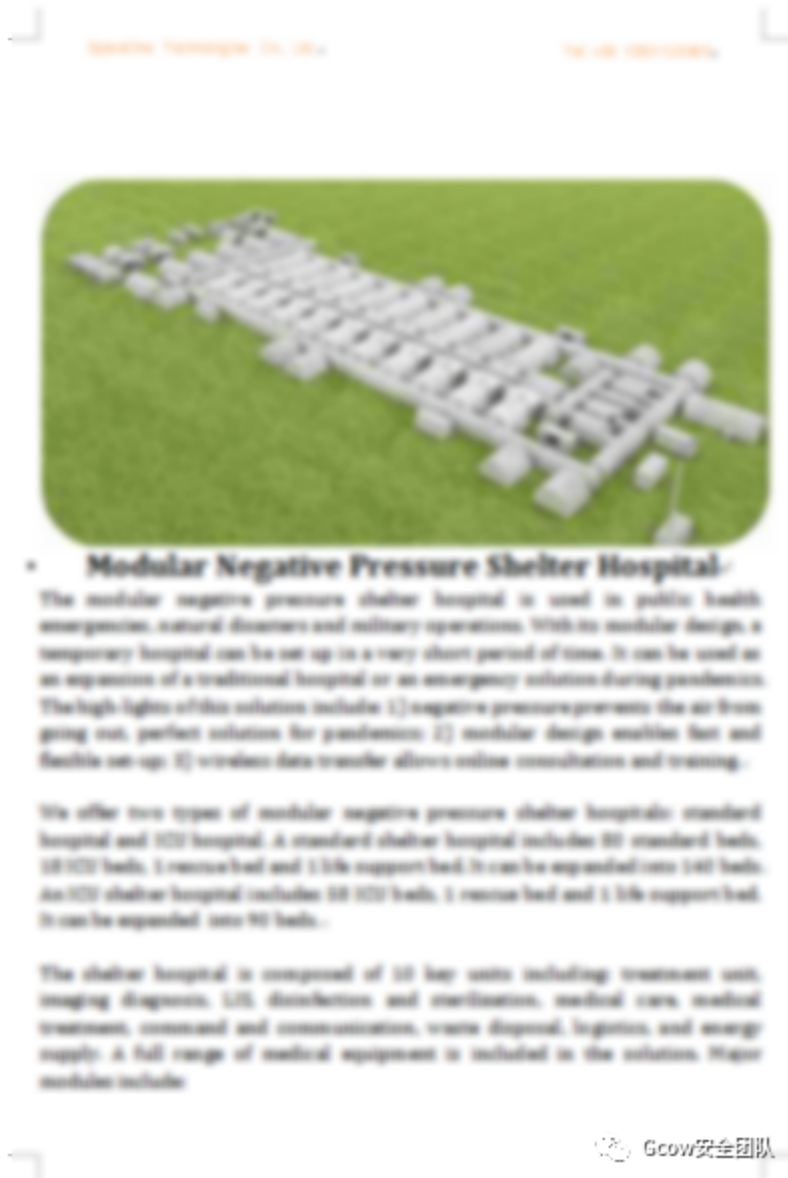 Technologies Co., Ltd.
Modular Negative Pressure Shelter Hospital
The modular negative pressure shelter hospital is used in public health
emergencies, natural disasters and military operations. With its modular design, a
temporary hospital can be set up in a very short period of time. It can be used as
an expansion of a traditional hospital or an emergency solution during pandemics.
The high-lights of this solution include: 1) negative pressure prevents the air from
going out, perfect solution for pandemics; 2) modular design enables fast and
flexible set-up; 3) wireless data transfer allows online consultation and training.
We offer two types of modular negative pressure shelter hospitals: standard
hospital and ICU hospital. A standard shelter hospital includes standard beds,
ICU beds, 1 rescue bed and 1 life support bed. It can be expanded into 140 beds.
An ICU shelter hospital includes ICU beds, 1 rescue bed and 1 life support bed.
It can be expanded into 90 beds.
The shelter hospital is composed of 10 key units including: treatment unit,
imaging diagnosis, disinfection and sterilization, medical care, medical
treatment, command and communication, waste disposal, logistics, and energy
supply. A full range of medical equipment is included in the solution. Major
modules include:
Gcow安全团队